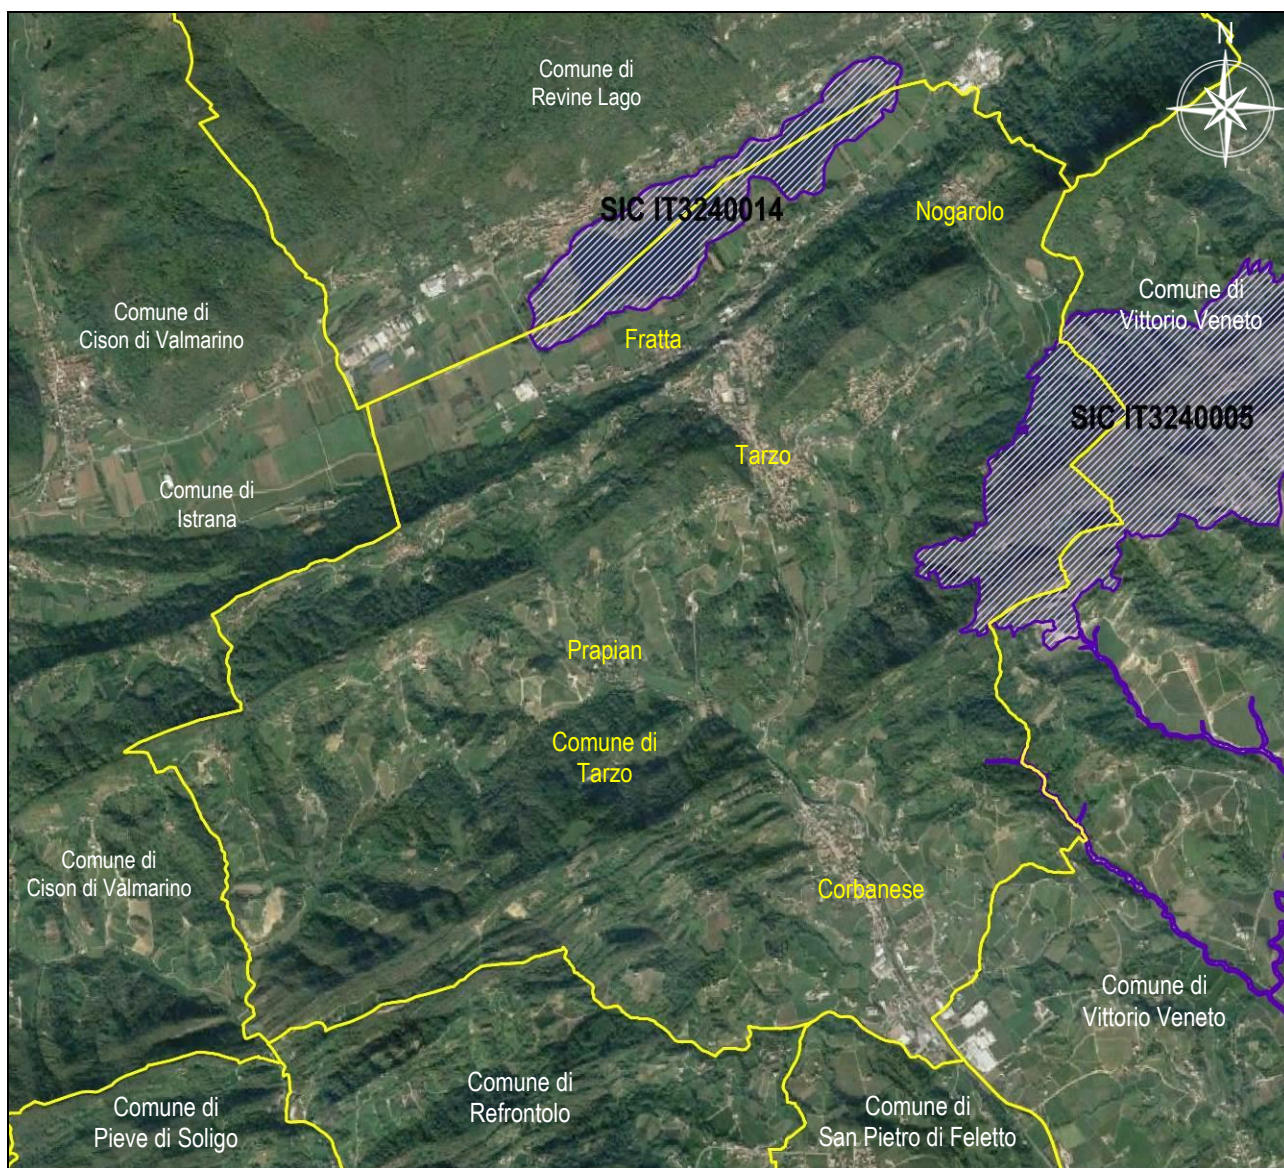 N
Comune di
Revine Lago
SIC IT3240014
Nogarolo
Comune di
Vittorio Veneto
Comune di
Cison di Valmarino
Fratta
SIC IT3240005
Tarzo
Comune di
Istrana
Prapian
Comune di
Tarzo
Comune di
Cison di Valmarino
Corbanese
Comune di
Vittorio Veneto
Comune di
Refrontolo
Comune di
Pieve di Soligo
Comune di
San Pietro di Feletto